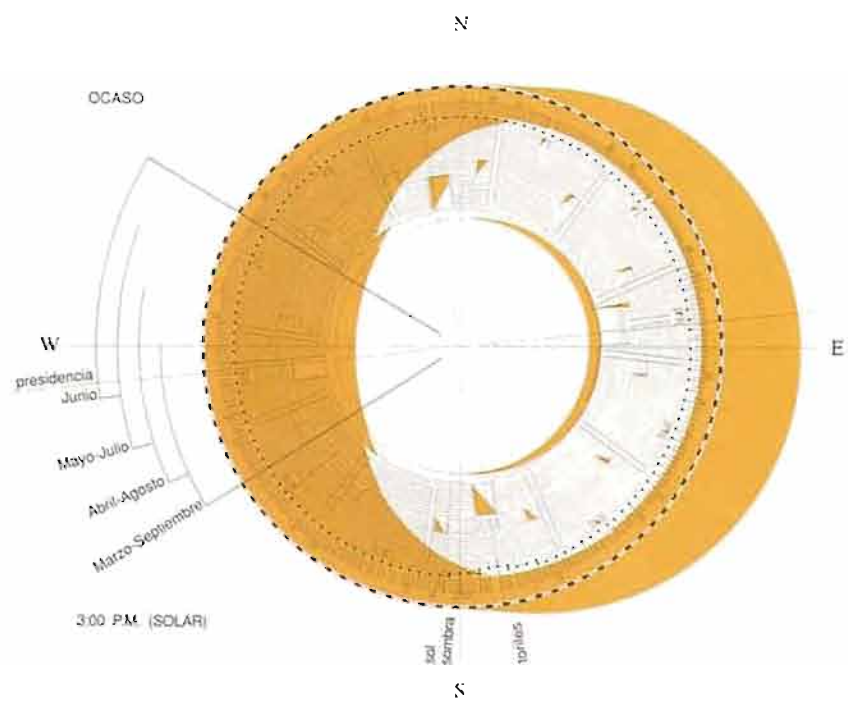 N
OCASO
W
E
presidencia
Junio
Mayo-Julio
Abril-Agosto
Marzo-Septiembre
3:00 P.M. (SOLAR)
sol
sombra
toriles
S